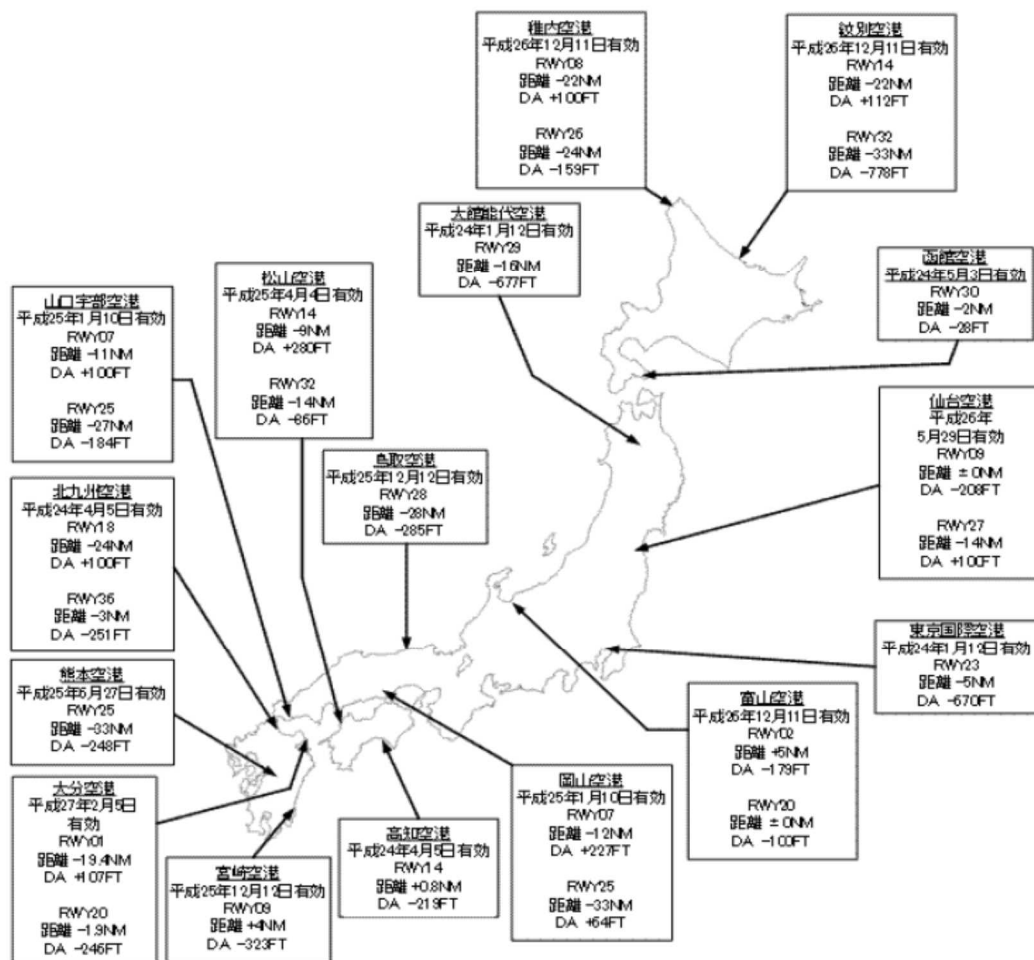 稚内空港
平成26年12月11日有効
RWY08
距離 -22NM
DA +100FT
RWY26
距離 -24NM
DA -159FT
紋別空港
平成26年12月11日有効
RWY14
距離 -22NM
DA +112FT
RWY32
距離 -33NM
DA -778FT
大館能代空港
平成24年1月12日有効
RWY29
距離 -16NM
DA -677FT
函館空港
平成24年5月3日有効
RWY30
距離 -2NM
DA -28FT
松山空港
平成25年4月4日有効
RWY14
距離 -9NM
DA +280FT
RWY32
距離 -14NM
DA -86FT
山口宇部空港
平成25年1月10日有効
RWY07
距離 -11NM
DA +100FT
RWY25
距離 -27NM
DA -184FT
仙台空港
平成26年
5月29日有効
RWY09
距離 ±0NM
DA -208FT
RWY27
距離 -14NM
DA +100FT
鳥取空港
平成25年12月12日有効
RWY28
距離 -28NM
DA -285FT
北九州空港
平成24年4月5日有効
RWY18
距離 -24NM
DA +100FT
RWY36
距離 -3NM
DA -251FT
東京国際空港
平成24年1月12日有効
RWY23
距離 -5NM
DA -670FT
熊本空港
平成25年6月27日有効
RWY25
距離 -33NM
DA -248FT
富山空港
平成26年12月11日有効
RWY02
距離 +5NM
DA -179FT
RWY20
距離 ±0NM
DA -100FT
岡山空港
平成25年1月10日有効
RWY07
距離 -12NM
DA +227FT
RWY25
距離 -33NM
DA +64FT
大分空港
平成27年2月5日
有効
RWY01
距離 -19.4NM
DA +107FT
RWY20
距離 -1.9NM
DA -246FT
高知空港
平成24年4月5日有効
RWY14
距離 +0.8NM
DA -219FT
宮崎空港
平成25年12月12日有効
RWY09
距離 +4NM
DA -323FT